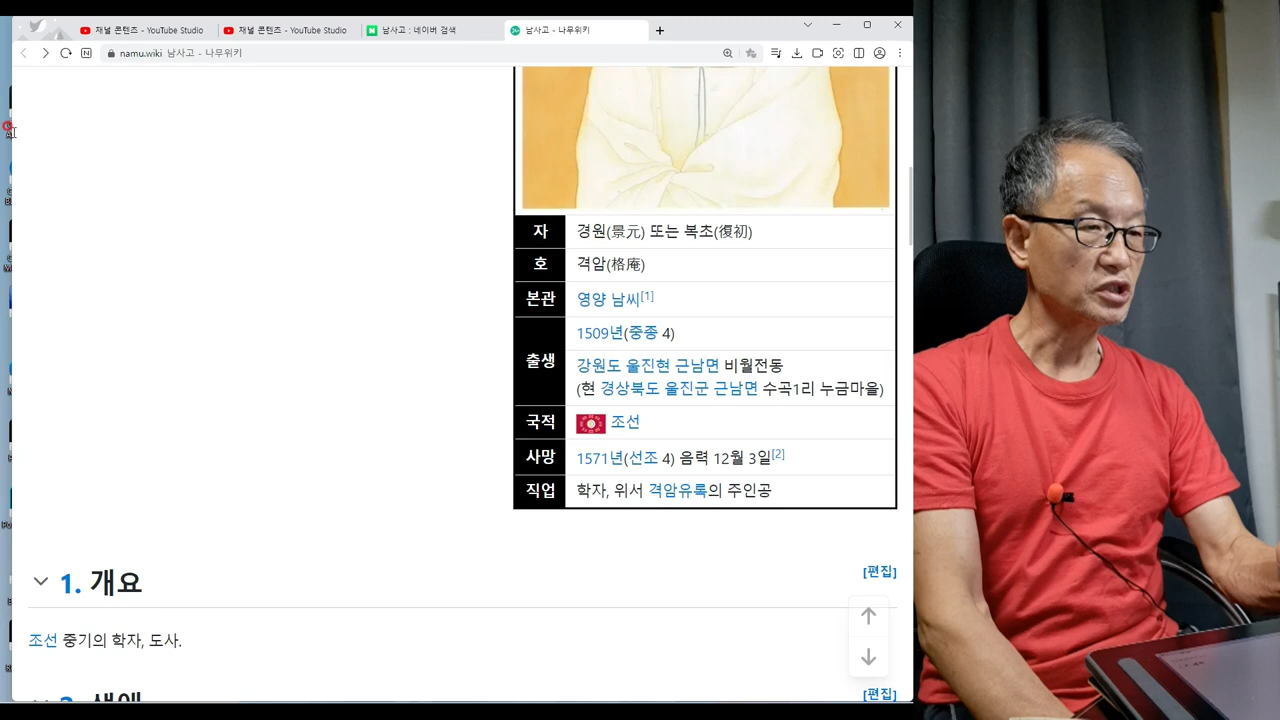 재널 콘텐츠 - YouTube Studio
재널 콘텐츠 - YouTube Studio
남사고 : 네이버 검색
남사고 - 나무위키
namu.wiki 남사고 - 나무위키
자 경원(景元) 또는 복초(復初)
호 격암(格庵)
본관 영양 남씨[1]
출생 1509년(중종 4)
강원도 울진현 근남면 비월전동
(현 경상북도 울진군 근남면 수곡1리 누금마을)
국적 조선
사망 1571년(선조 4) 음력 12월 3일[2]
직업 학자, 위서 격암유록의 주인공
1. 개요 [편집]
조선 중기의 학자, 도사.
[편집]